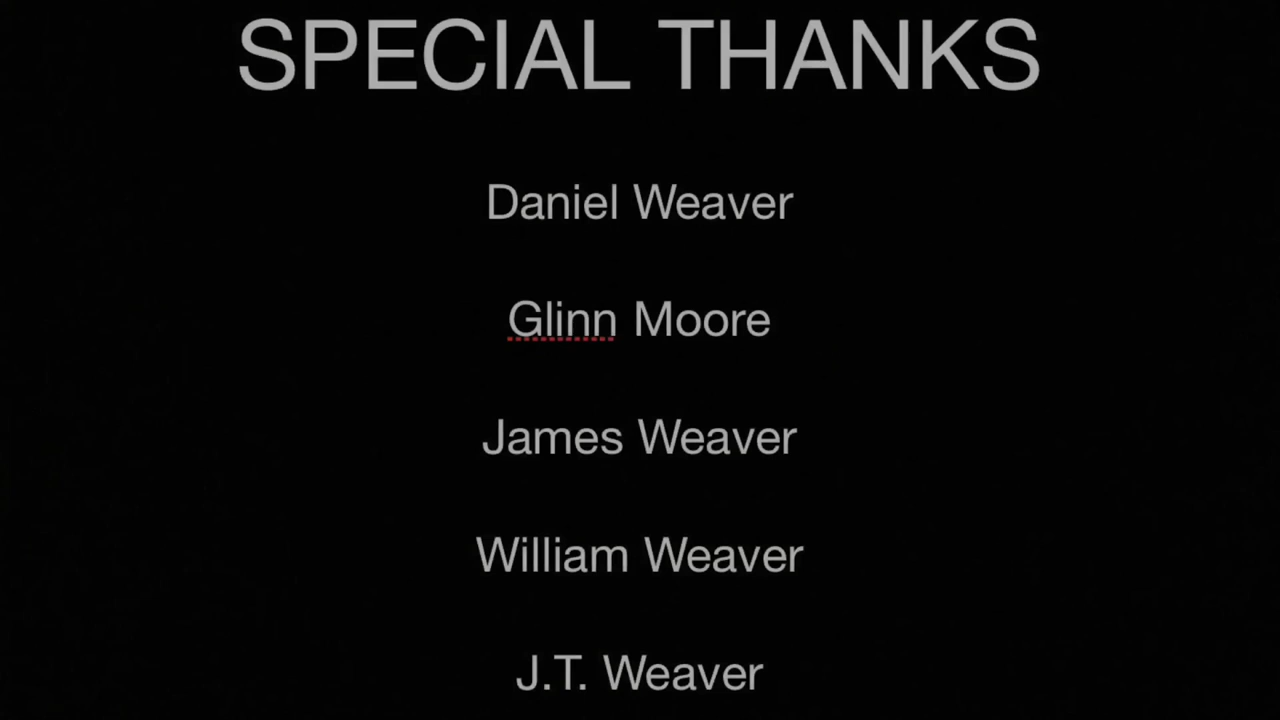 SPECIAL THANKS
Daniel Weaver
Glinn Moore
James Weaver
William Weaver
J.T. Weaver